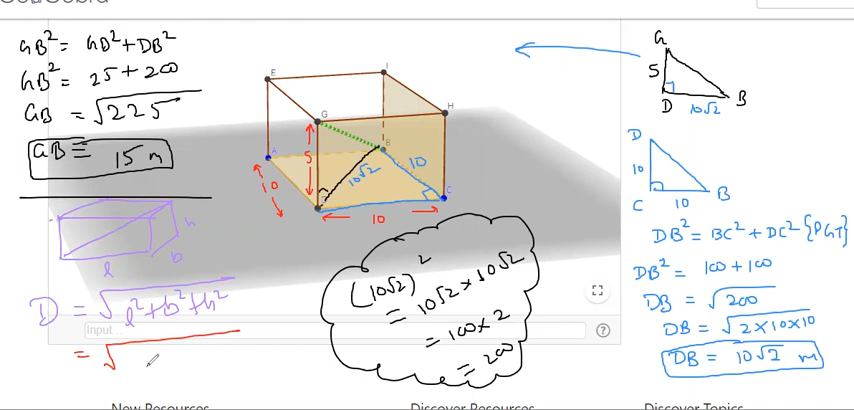 GB² = GD² + DB²
GB² = 25 + 200
GB = √225
GB = 15 m
l
b
h
D = √l² + b² + h²
= √
E
I
G
H
A
B
C
5
10
10√2
10
10
(10√2)²
= 10√2 × 10√2
= 100 × 2
= 200
Input...
?
G
5
D
10√2
B
D
10
C
10
B
DB² = BC² + DC² {PGT}
DB² = 100 + 100
DB = √200
DB = √2×10×10
DB = 10√2 m
New Resources
Discover Resources
Discover Topics